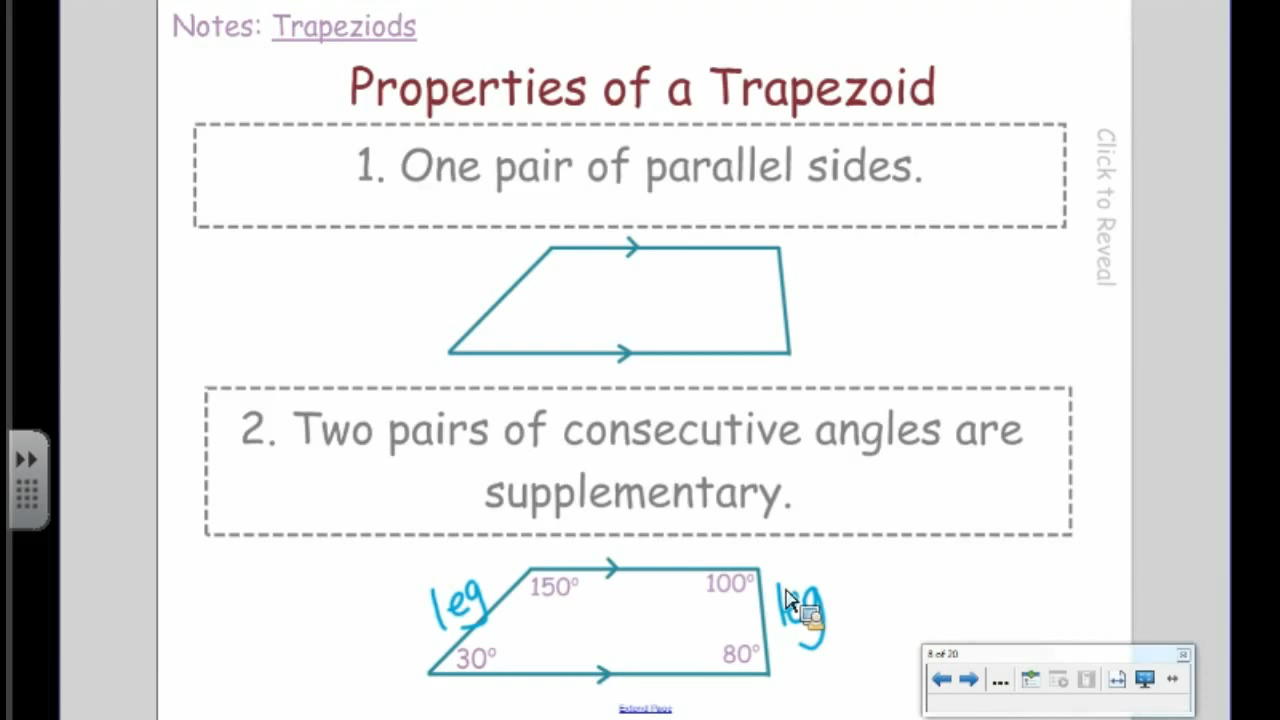 Notes: Trapeziods
Properties of a Trapezoid
1. One pair of parallel sides.
Click to Reveal
2. Two pairs of consecutive angles are
supplementary.
150°
100°
leg
leg
30°
80°
Extend Page
8 of 20
...